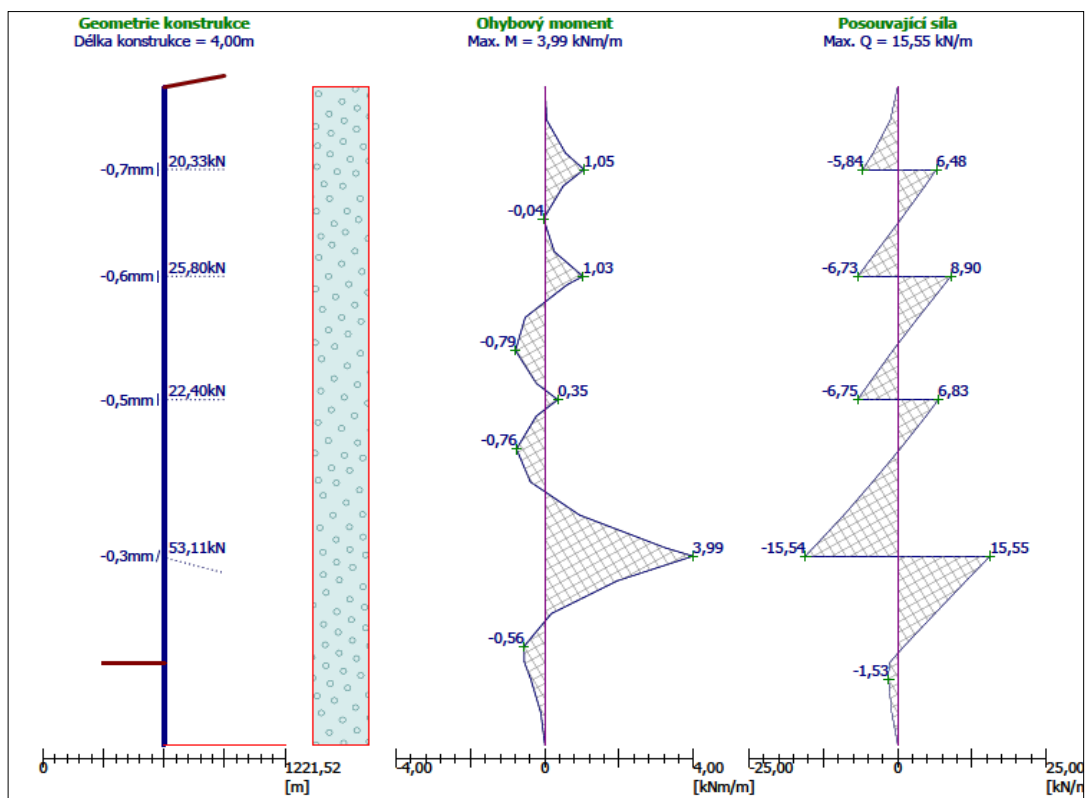 Geometrie konstrukce
Délka konstrukce = 4,00m
Ohybový moment
Max. M = 3,99 kNm/m
Posouvající síla
Max. Q = 15,55 kN/m
-0,7mm
20,33kN
1,05
-5,84
6,48
-0,04
-0,6mm
25,80kN
1,03
-6,73
8,90
-0,79
-0,5mm
22,40kN
0,35
-6,75
6,83
-0,76
-0,3mm
53,11kN
3,99
-15,54
15,55
-0,56
-1,53
0
1221,52
[m]
-4,00
0
4,00
[kNm/m]
-25,00
0
25,00
[kN/m